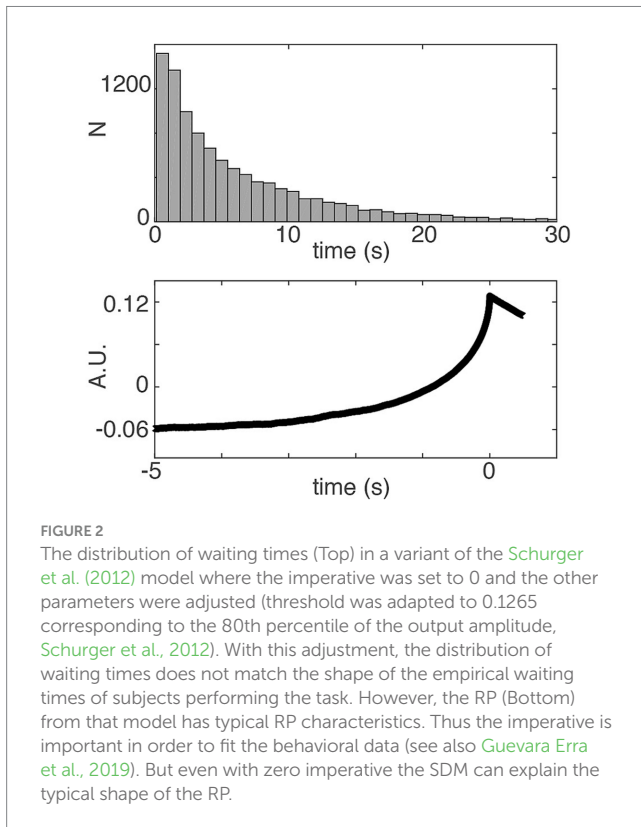 1200
N
0
0 10 20 30
time (s)
0.12
A.U.
0
-0.06
-5 0
time (s)
FIGURE 2
The distribution of waiting times (Top) in a variant of the Schurger
et al. (2012) model where the imperative was set to 0 and the other
parameters were adjusted (threshold was adapted to 0.1265
corresponding to the 80th percentile of the output amplitude,
Schurger et al., 2012). With this adjustment, the distribution of
waiting times does not match the shape of the empirical waiting
times of subjects performing the task. However, the RP (Bottom)
from that model has typical RP characteristics. Thus the imperative is
important in order to fit the behavioral data (see also Guevara Erra
et al., 2019). But even with zero imperative the SDM can explain the
typical shape of the RP.